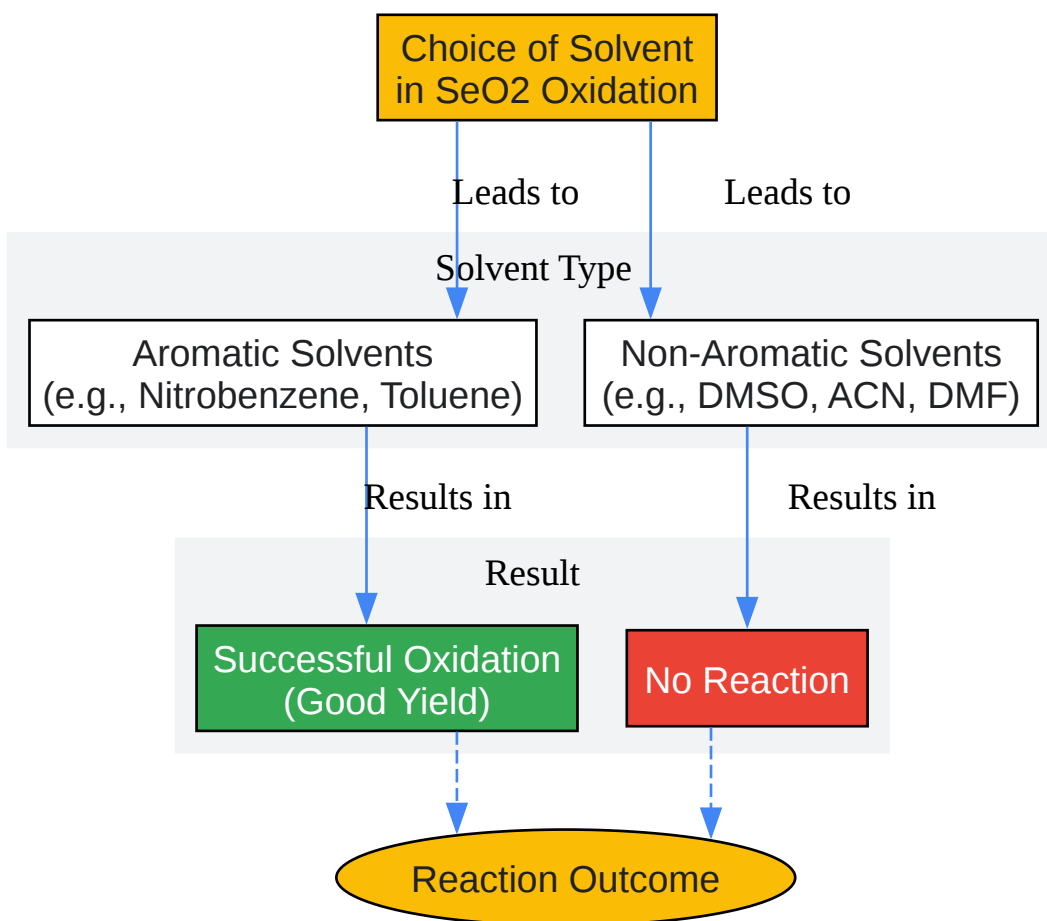 Choice of Solvent
in SeO2 Oxidation
Leads to
Leads to
Solvent Type
Aromatic Solvents
(e.g., Nitrobenzene, Toluene)
Non-Aromatic Solvents
(e.g., DMSO, ACN, DMF)
Results in
Results in
Result
Successful Oxidation
(Good Yield)
No Reaction
Reaction Outcome